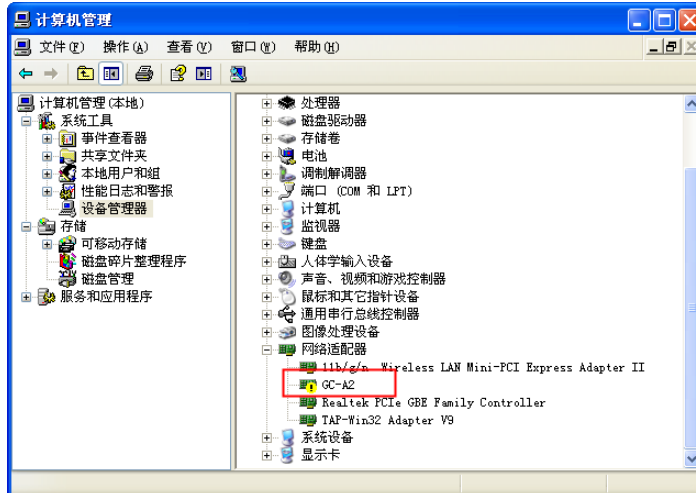 计算机管理
文件(F) 操作(A) 查看(V) 窗口(W) 帮助(H)
计算机管理(本地)
系统工具
事件查看器
共享文件夹
本地用户和组
性能日志和警报
设备管理器
存储
可移动存储
磁盘碎片整理程序
磁盘管理
服务和应用程序
处理器
磁盘驱动器
存储卷
电池
调制解调器
端口 (COM 和 LPT)
计算机
监视器
键盘
人体学输入设备
声音、视频和游戏控制器
鼠标和其它指针设备
通用串行总线控制器
图像处理设备
网络适配器
11b/g/n Wireless LAN Mini-PCI Express Adapter II
GC-A2
Realtek PCIe GBE Family Controller
TAP-Win32 Adapter V9
系统设备
显示卡